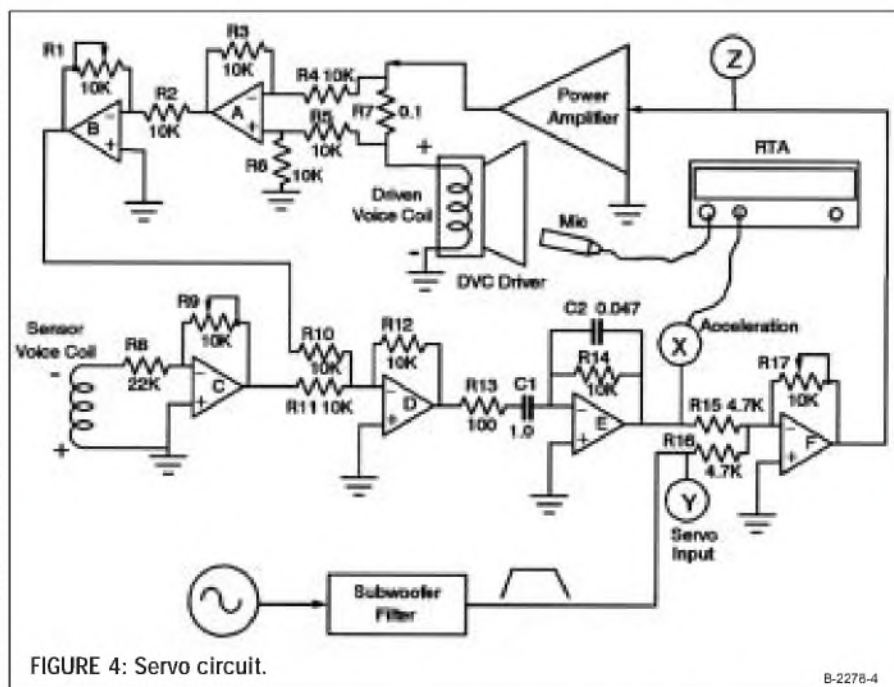 R1
10K
R2
10K
R3
10K
R4 10K
R5
10K
R6
10K
R7
0.1
A
B
Power
Amplifier
Z
RTA
Mic
Driven
Voice Coil
DVC Driver
Sensor
Voice Coil
R8
22K
R9
10K
C
R10
10K
R11 10K
R12
10K
D
R13
100
C1
1.0
C2 0.047
R14
10K
E
X
Acceleration
R15 4.7K
R16
4.7K
R17
10K
F
Y
Servo
Input
Subwoofer
Filter
FIGURE 4: Servo circuit.
B-2278-4